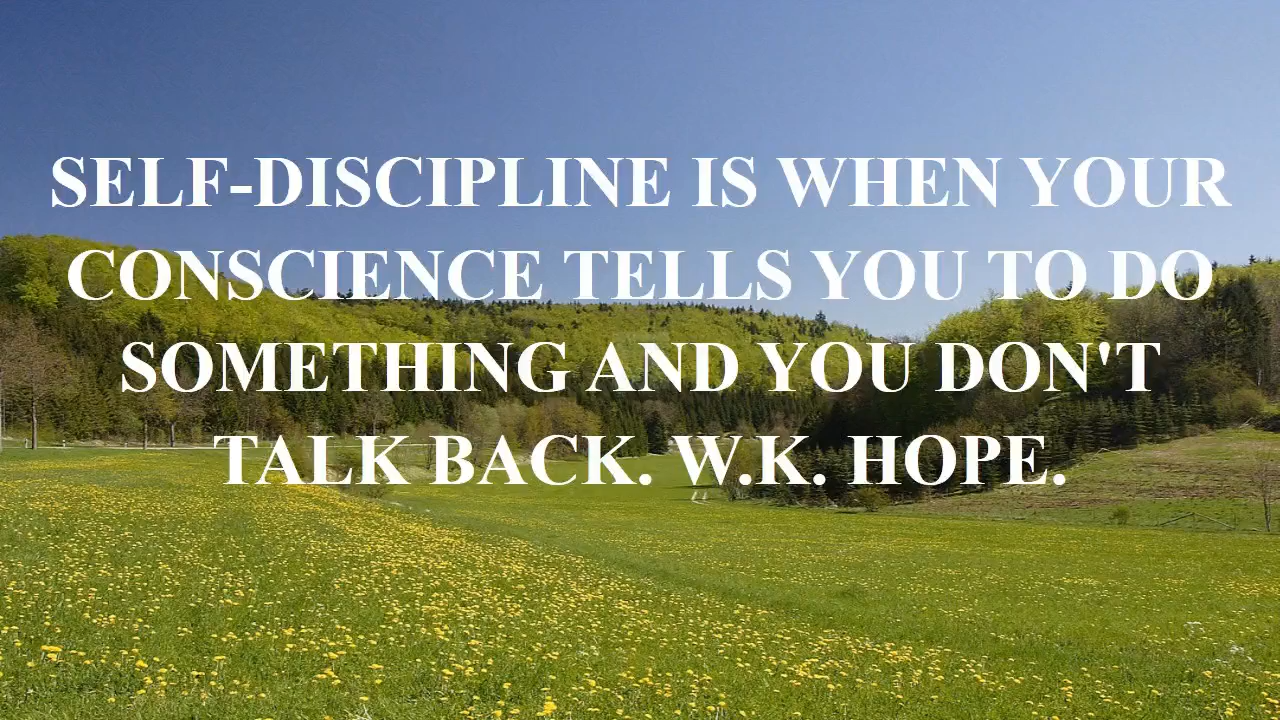 SELF-DISCIPLINE IS WHEN YOUR
CONSCIENCE TELLS YOU TO DO
SOMETHING AND YOU DON'T
TALK BACK. W.K. HOPE.